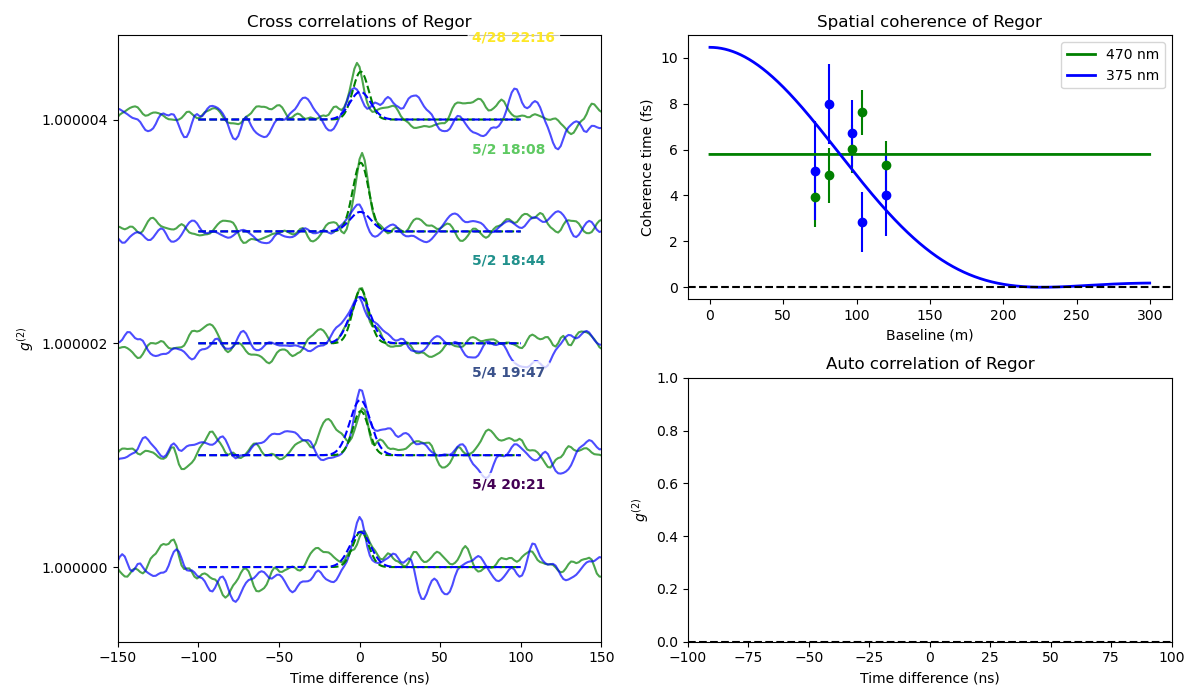 Cross correlations of Regor
4/28 22:16
1.0000004
5/2 18:08
5/2 18:44
g(2)
1.0000002
5/4 19:47
5/4 20:21
1.0000000
−150 −100 −50 0 50 100 150
Time difference (ns)
Spatial coherence of Regor
470 nm
375 nm
Coherence time (fs)
10
8
6
4
2
0
0 50 100 150 200 250 300
Baseline (m)
Auto correlation of Regor
g(2)
1.0
0.8
0.6
0.4
0.2
0.0
−100 −75 −50 −25 0 25 50 75 100
Time difference (ns)